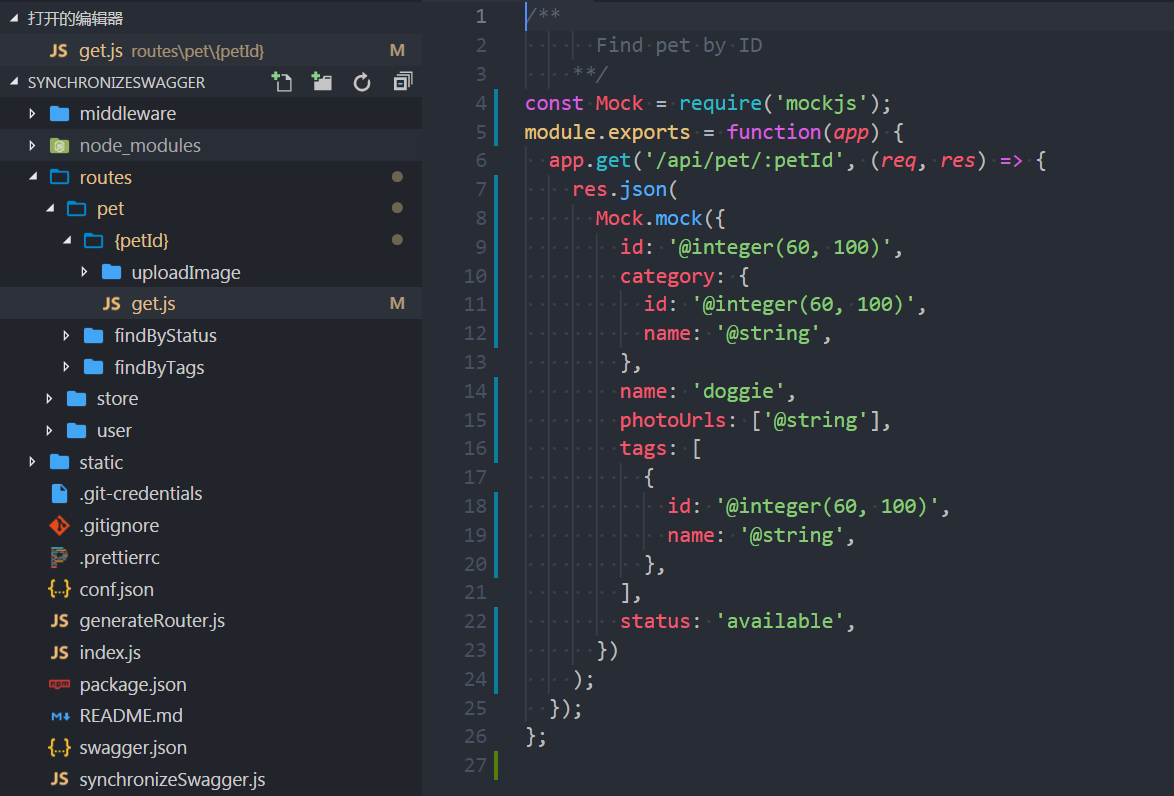 打开的编辑器
JS get.js routes\pet\{petId} M
SYNCHRONIZESWAGGER
middleware
node_modules
routes
pet
{petId}
uploadImage
JS get.js M
findByStatus
findByTags
store
user
static
.git-credentials
.gitignore
.prettierrc
{..} conf.json
JS generateRouter.js
JS index.js
npm package.json
M↓ README.md
{..} swagger.json
JS synchronizeSwagger.js
1 /**
2 Find pet by ID
3 **/
4 const Mock = require('mockjs');
5 module.exports = function(app) {
6 app.get('/api/pet/:petId', (req, res) => {
7 res.json(
8 Mock.mock({
9 id: '@integer(60, 100)',
10 category: {
11 id: '@integer(60, 100)',
12 name: '@string',
13 },
14 name: 'doggie',
15 photoUrls: ['@string'],
16 tags: [
17 {
18 id: '@integer(60, 100)',
19 name: '@string',
20 },
21 ],
22 status: 'available',
23 })
24 );
25 });
26 };
27